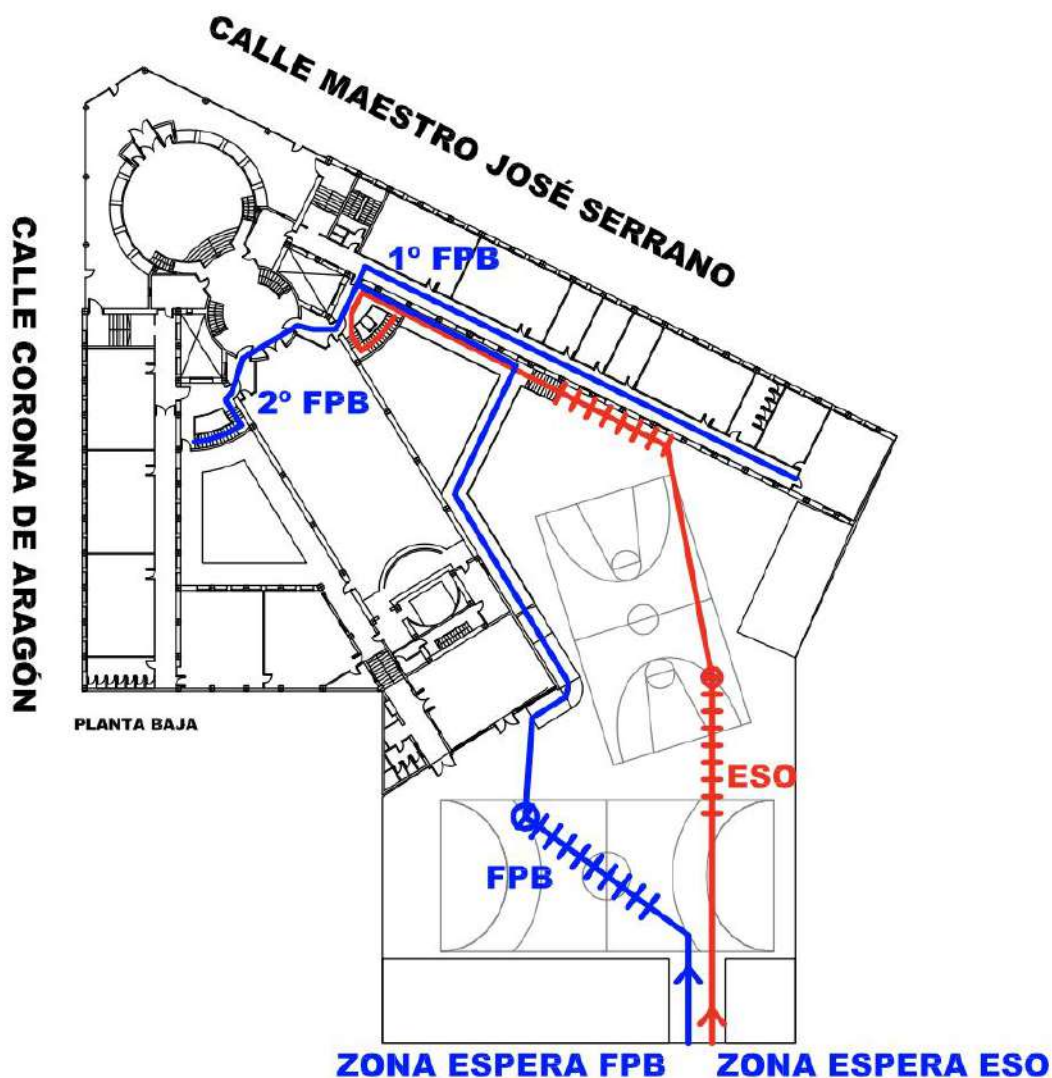 CALLE MAESTRO JOSÉ SERRANO
CALLE CORONA DE ARAGÓN
1º FPB
2º FPB
PLANTA BAJA
ESO
FPB
ZONA ESPERA FPB
ZONA ESPERA ESO